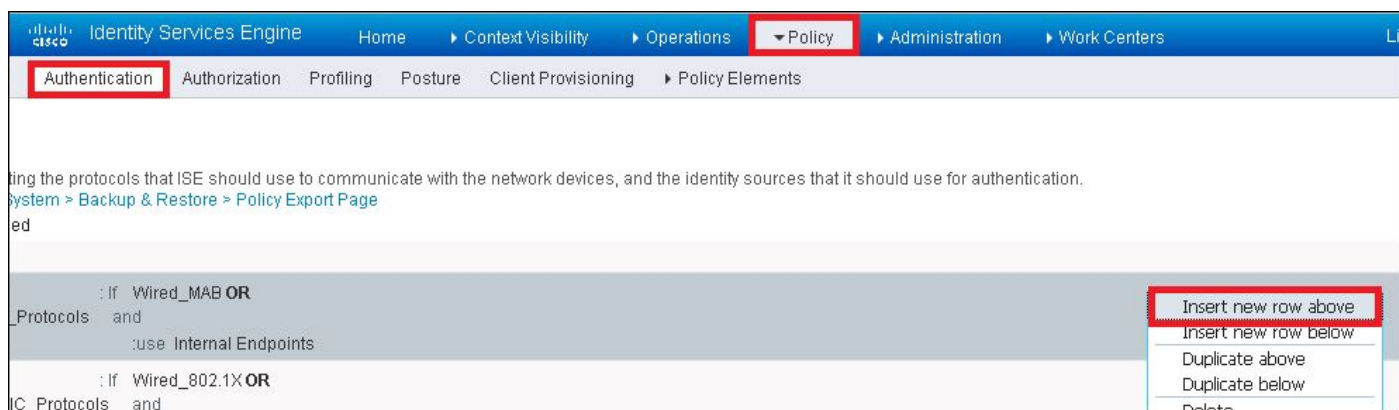 cisco Identity Services Engine Home Context Visibility Operations Policy Administration Work Centers Li
Authentication Authorization Profiling Posture Client Provisioning Policy Elements
ting the protocols that ISE should use to communicate with the network devices, and the identity sources that it should use for authentication.
System > Backup & Restore > Policy Export Page
ed
: If Wired_MAB OR
_Protocols and
:use Internal Endpoints
Insert new row above
Insert new row below
Duplicate above
Duplicate below
: If Wired_802.1X OR
IC_Protocols and
Delete